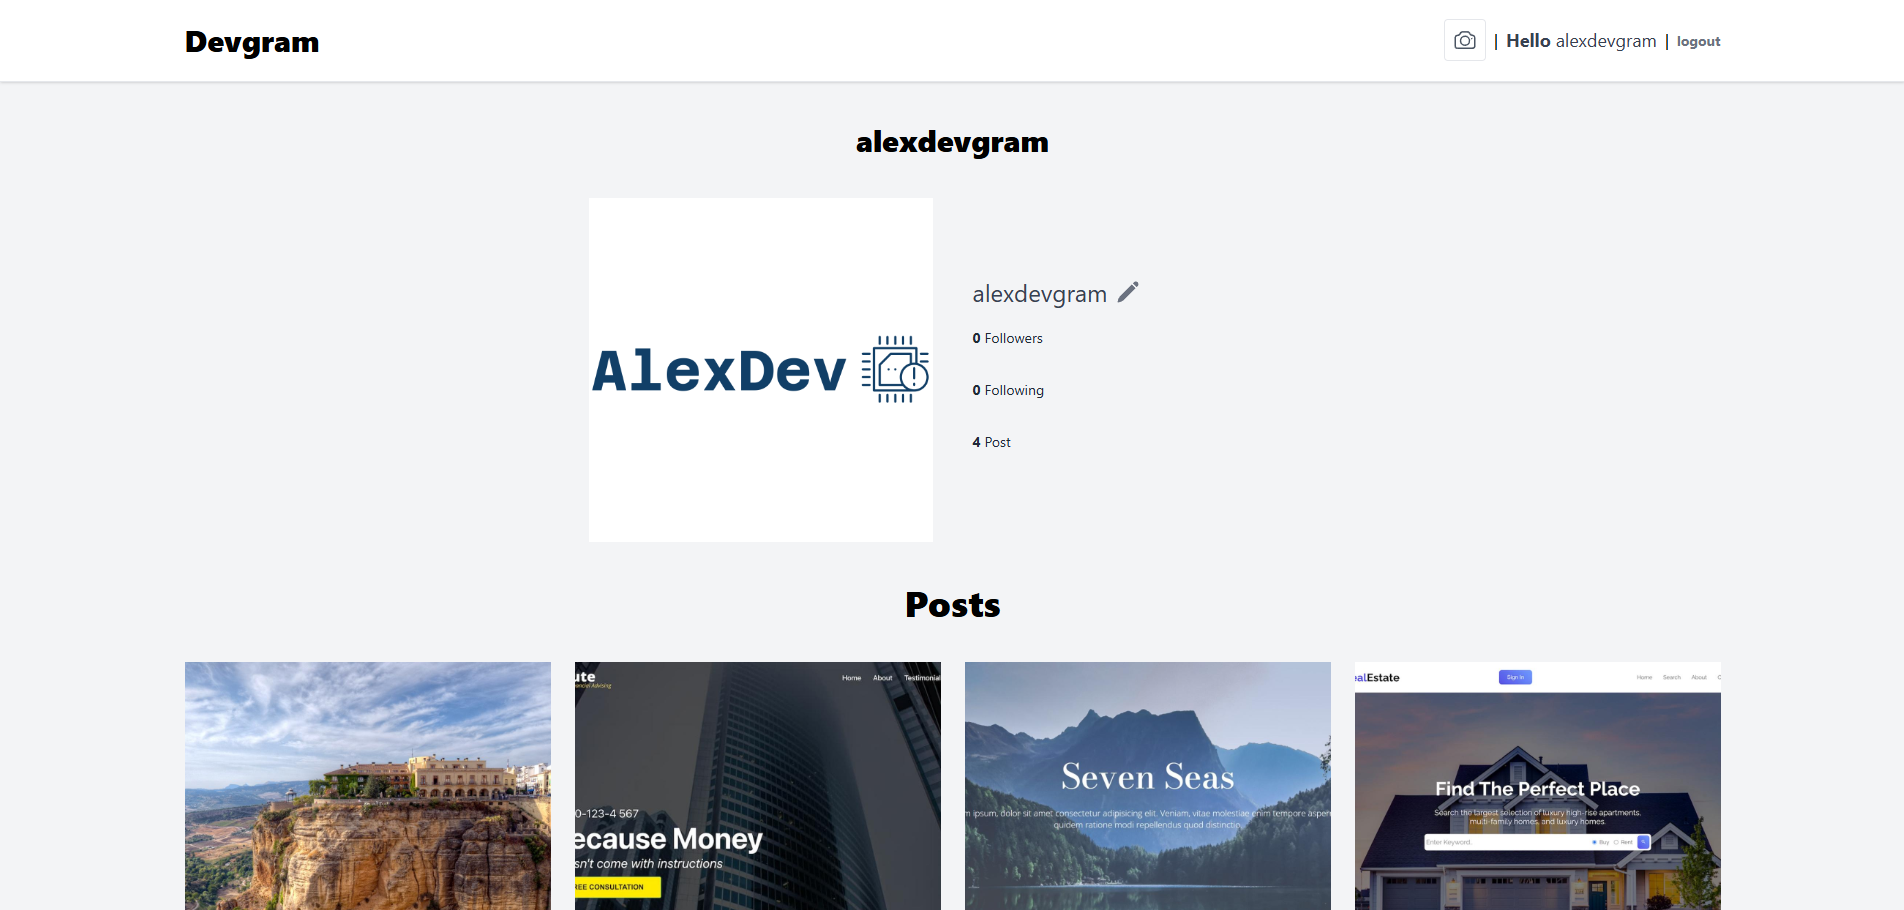 Devgram
| Hello alexdevgram | logout
alexdevgram
AlexDev
alexdevgram
0 Followers
0 Following
4 Post
Posts
ute
Home About Testimonial
0-123-4 567
ecause Money
sn't come with instructions
REE CONSULTATION
Seven Seas
m ipsum, dolor sit amet consectetur adipisicing elit. Veniam, vitae molestiae enim tempore asper
quidem ratione modi repellendus quod distinctio
ealEstate
Sign In
Home Search About C
Find The Perfect Place
Search the largest selection of luxury high-rise apartments,
multi-family homes, and luxury homes.
Enter Keyword... Buy Rent